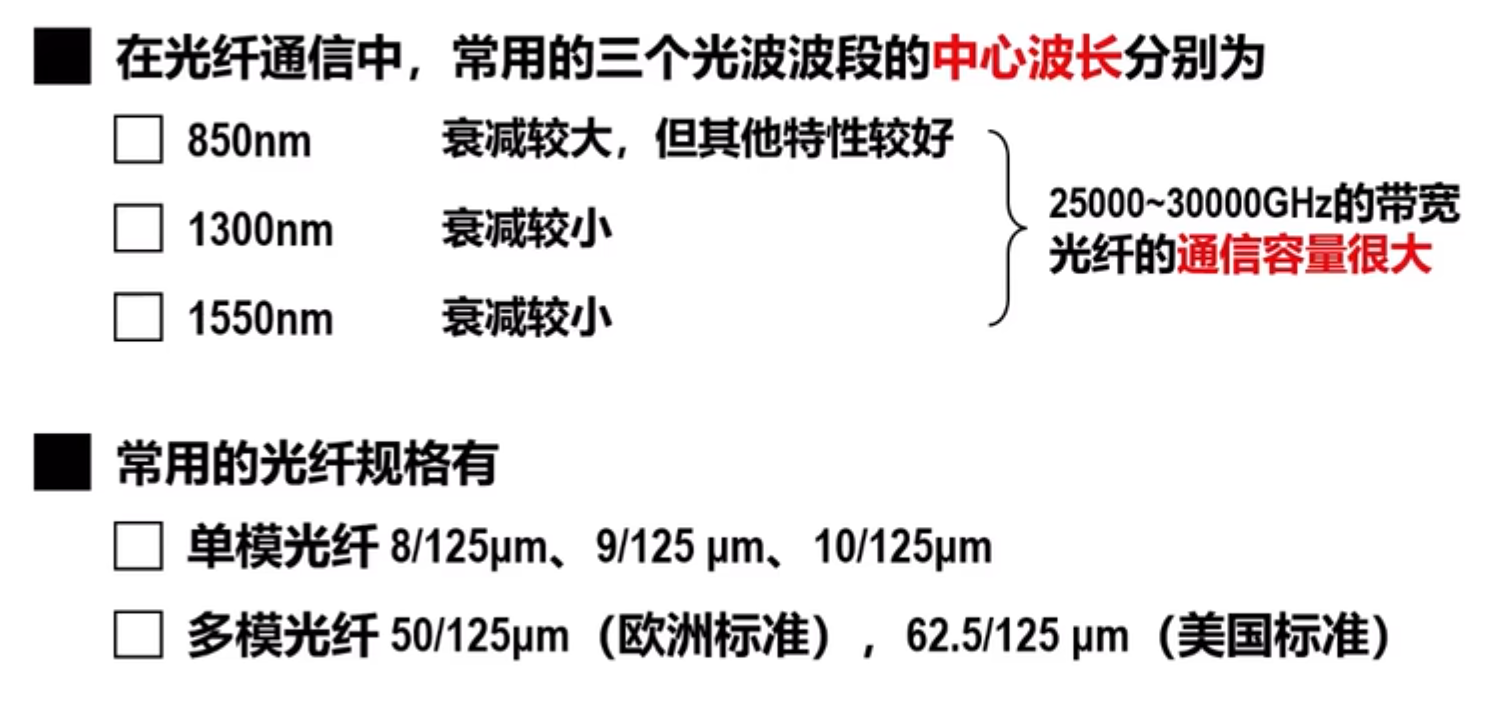 在光纤通信中，常用的三个光波波段的中心波长分别为
850nm 衰减较大，但其他特性较好
1300nm 衰减较小
1550nm 衰减较小
25000~30000GHz的带宽
光纤的通信容量很大
常用的光纤规格有
单模光纤 8/125μm、9/125 μm、10/125μm
多模光纤 50/125μm（欧洲标准），62.5/125 μm（美国标准）